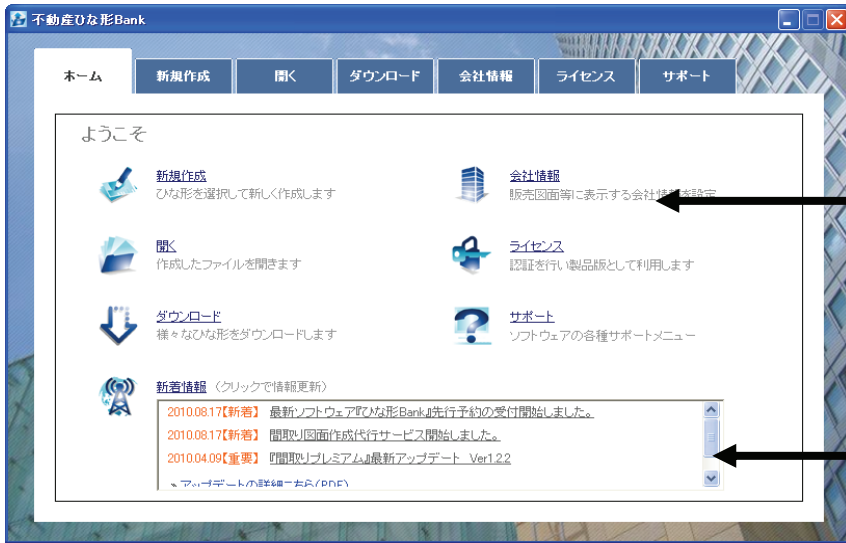 不動産ひな形Bank
ホーム 新規作成 開く ダウンロード 会社情報 ライセンス サポート
ようこそ
新規作成
ひな形を選択して新しく作成します
会社情報
販売図面等に表示する会社情報を設定
開く
作成したファイルを開きます
ライセンス
認証を行い製品版として利用します
ダウンロード
様々なひな形をダウンロードします
サポート
ソフトウェアの各種サポートメニュー
新着情報 (クリックで情報更新)
2010.08.17【新着】 最新ソフトウェア『ひな形Bank』先行予約の受付開始しました。
2010.08.17【新着】 間取り図面作成代行サービス開始しました。
2010.04.09【重要】 『間取りプレミアム』最新アップデート Ver1.2.2
アップデートの詳細こちら(PDF)